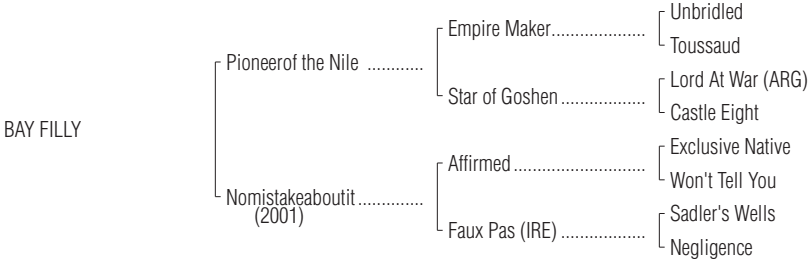 Unbridled
Empire Maker.....................
Toussaud
Pioneerof the Nile ............
Lord At War (ARG)
Star of Goshen ...................
Castle Eight
BAY FILLY
Exclusive Native
Affirmed .............................
Won't Tell You
Nomistakeaboutit ..............
(2001)
Sadler's Wells
Faux Pas (IRE) ...................
Negligence